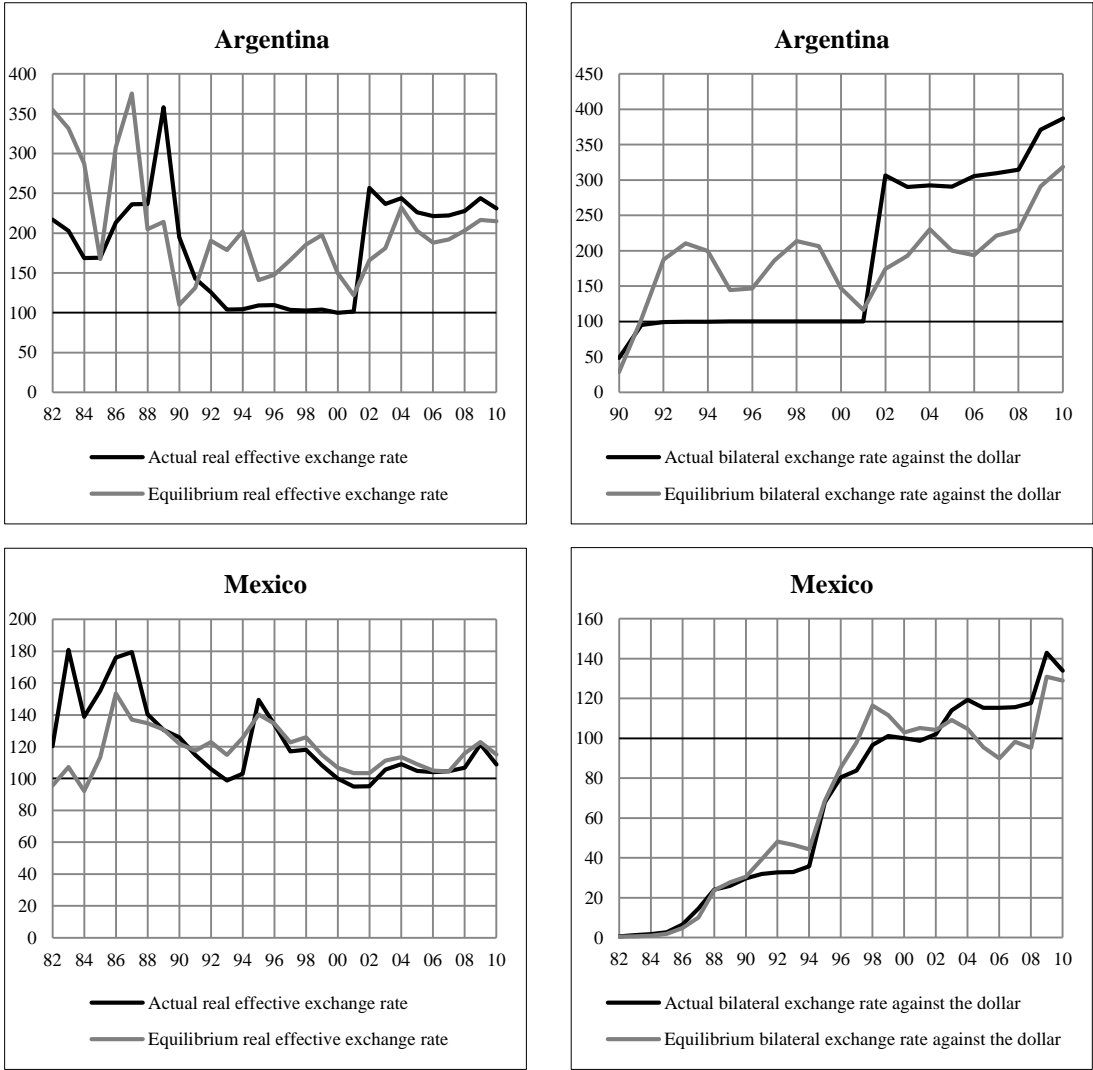 Argentina
400
350
300
250
200
150
100
50
0
82 84 86 88 90 92 94 96 98 00 02 04 06 08 10
Actual real effective exchange rate
Equilibrium real effective exchange rate
Argentina
450
400
350
300
250
200
150
100
50
0
90 92 94 96 98 00 02 04 06 08 10
Actual bilateral exchange rate against the dollar
Equilibrium bilateral exchange rate against the dollar
Mexico
200
180
160
140
120
100
80
60
40
20
0
82 84 86 88 90 92 94 96 98 00 02 04 06 08 10
Actual real effective exchange rate
Equilibrium real effective exchange rate
Mexico
160
140
120
100
80
60
40
20
0
82 84 86 88 90 92 94 96 98 00 02 04 06 08 10
Actual bilateral exchange rate against the dollar
Equilibrium bilateral exchange rate against the dollar